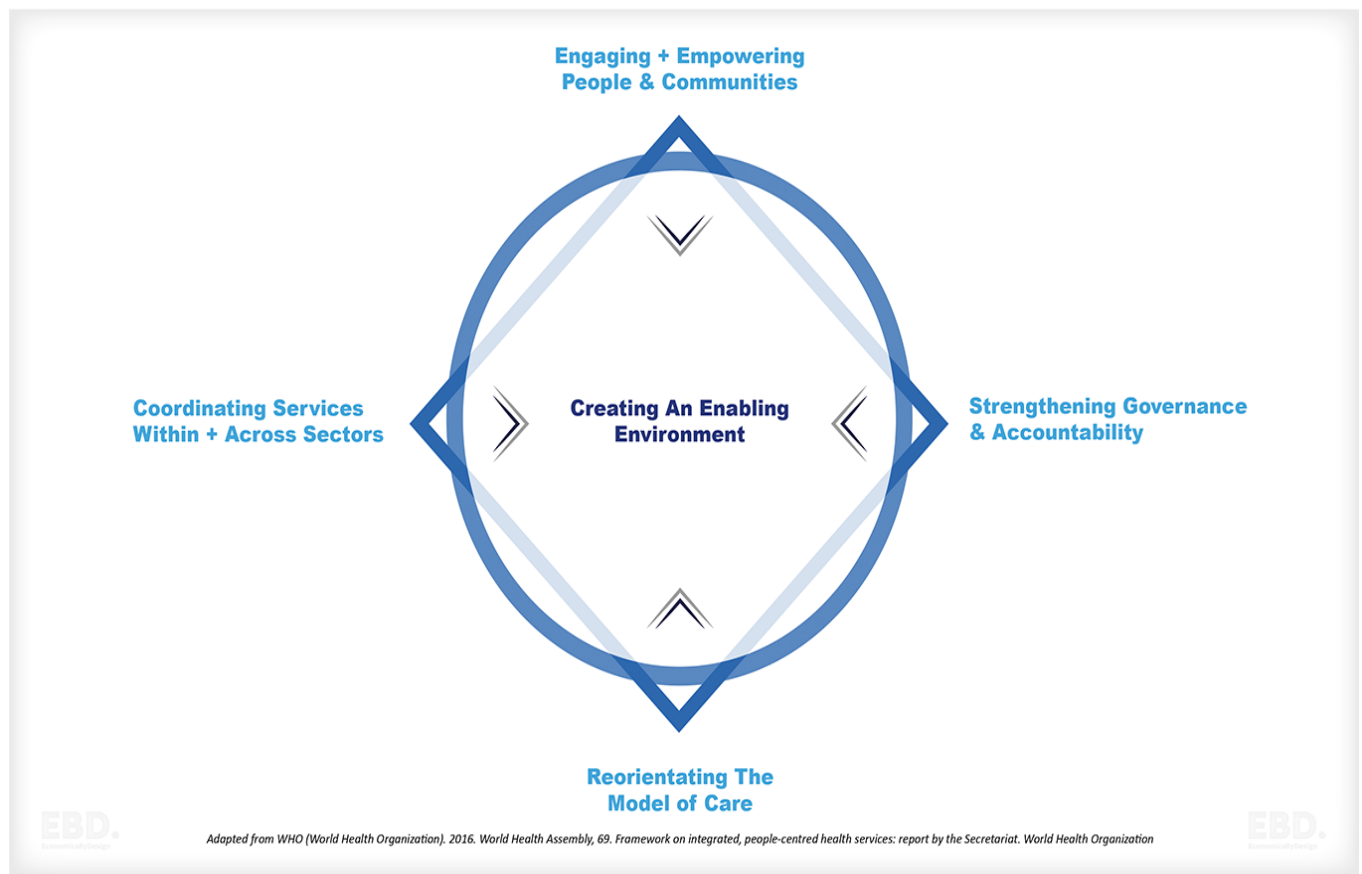 Engaging + Empowering
People & Communities
Coordinating Services
Within + Across Sectors
Creating An Enabling
Environment
Strengthening Governance
& Accountability
Reorientating The
Model of Care
EBD.
EconomicsByDesign
Adapted from WHO (World Health Organization). 2016. World Health Assembly, 69. Framework on integrated, people-centred health services: report by the Secretariat. World Health Organization
EBD.
EconomicsByDesign